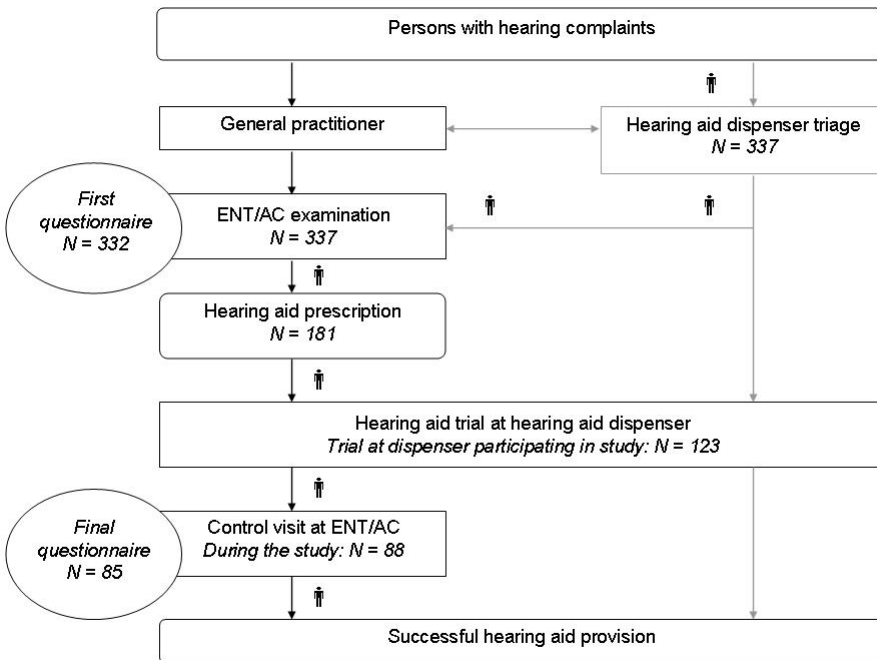 Persons with hearing complaints
General practitioner
Hearing aid dispenser triage
N = 337
First
questionnaire
N = 332
ENT/AC examination
N = 337
Hearing aid prescription
N = 181
Hearing aid trial at hearing aid dispenser
Trial at dispenser participating in study: N = 123
Final
questionnaire
N = 85
Control visit at ENT/AC
During the study: N = 88
Successful hearing aid provision